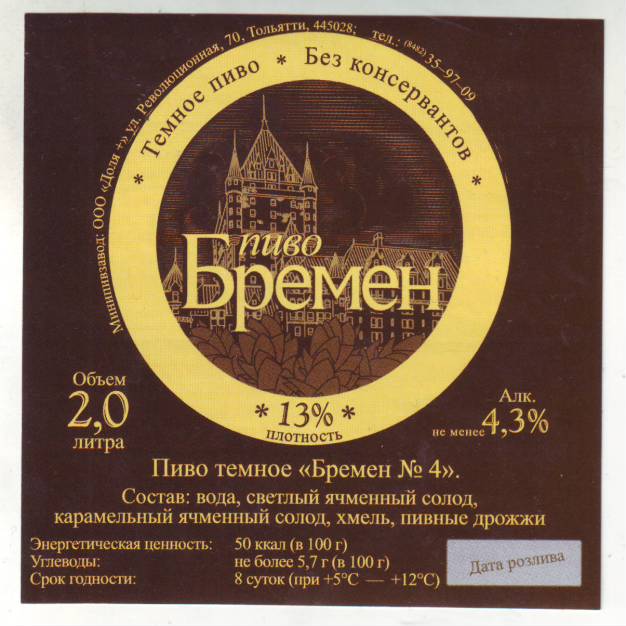 Минипивзавод: ООО «Доля +» ул. Революционная, 70, Тольятти, 445028; тел.: (8482) 35-97-09
* Темное пиво * Без консервантов *
пиво
Бремен
* 13% *
плотность
Объем
2,0
литра
Алк.
не менее 4,3%
Пиво темное «Бремен № 4».
Состав: вода, светлый ячменный солод,
карамельный ячменный солод, хмель, пивные дрожжи
Энергетическая ценность: 50 ккал (в 100 г)
Углеводы: не более 5,7 г (в 100 г)
Срок годности: 8 суток (при +5°C — +12°C)
Дата розлива